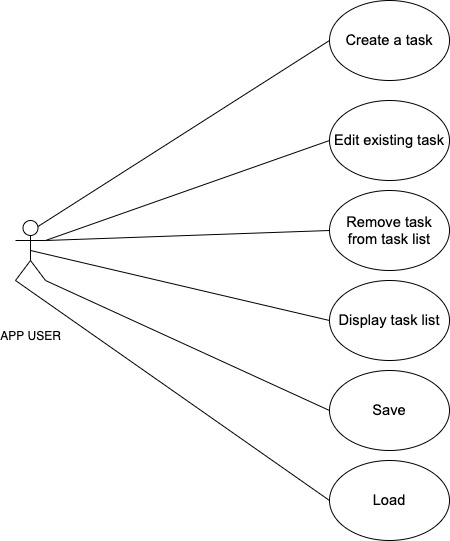 Create a task
Edit existing task
Remove task
from task list
Display task list
APP USER
Save
Load